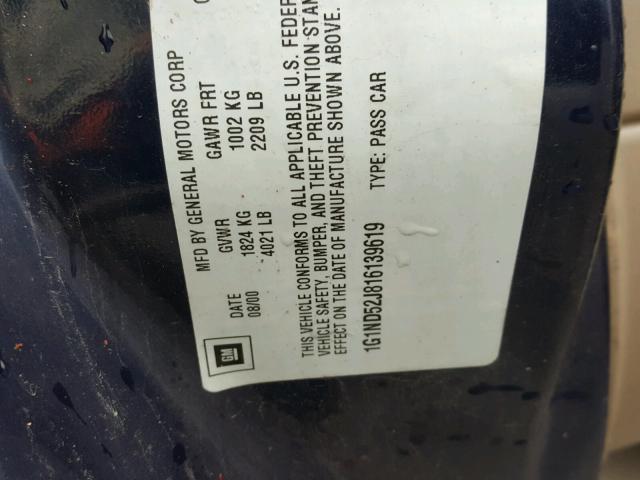 MFD BY GENERAL MOTORS CORP
DATE GVWR GAWR FRT
08/00 1824 KG 1002 KG
4021 LB 2209 LB
THIS VEHICLE CONFORMS TO ALL APPLICABLE U.S. FEDER
VEHICLE SAFETY, BUMPER, AND THEFT PREVENTION STAN
EFFECT ON THE DATE OF MANUFACTURE SHOWN ABOVE.
1G1ND52J816139619 TYPE: PASS CAR
GM